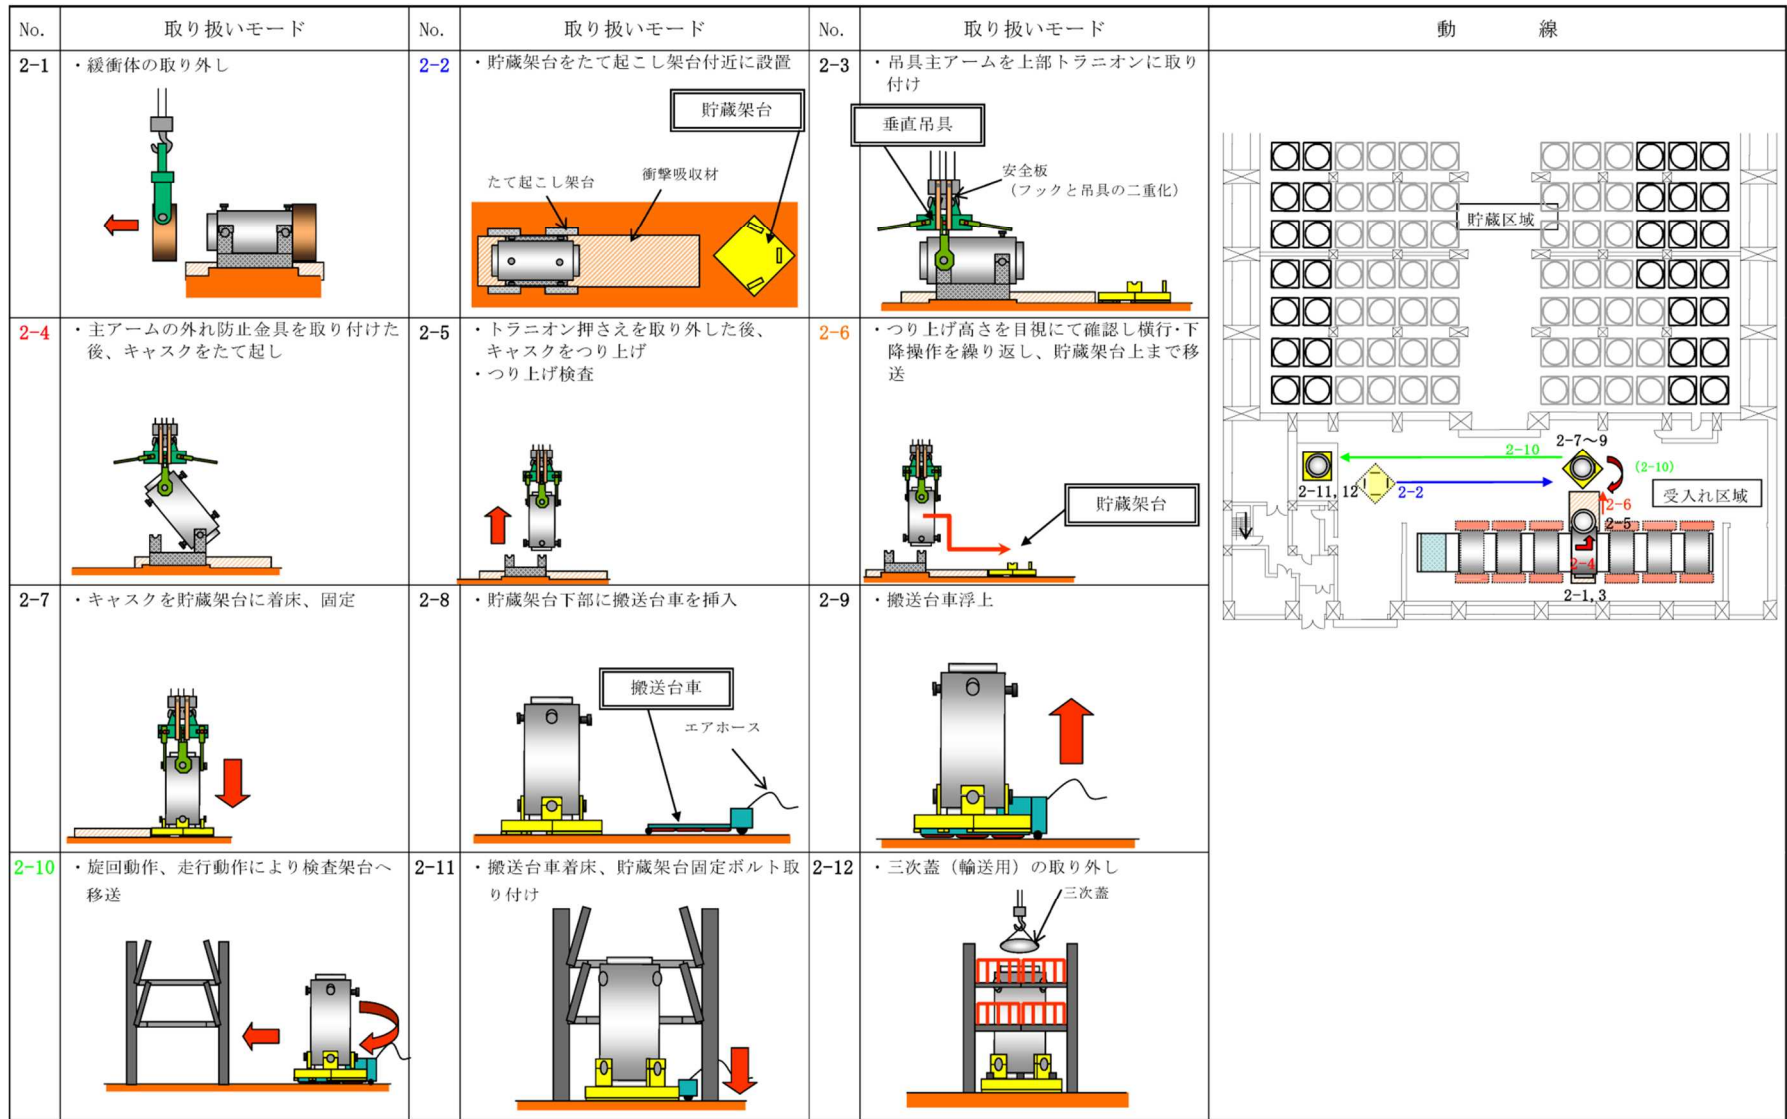 No. 取り扱いモード No. 取り扱いモード No. 取り扱いモード 動 線
2-1 ・緩衝体の取り外し
2-2 ・貯蔵架台をたて起こし架台付近に設置
貯蔵架台
たて起こし架台
衝撃吸収材
2-3 ・吊具主アームを上部トラニオンに取り
付け
垂直吊具
安全板
(フックと吊具の二重化)
2-4 ・主アームの外れ防止金具を取り付けた
後、キャスクをたて起し
2-5 ・トラニオン押さえを取り外した後、
キャスクをつり上げ
・つり上げ検査
2-6 ・つり上げ高さを目視にて確認し横行・下
降操作を繰り返し、貯蔵架台上まで移
送
貯蔵架台
2-7 ・キャスクを貯蔵架台に着床、固定
2-8 ・貯蔵架台下部に搬送台車を挿入
搬送台車
エアホース
2-9 ・搬送台車浮上
2-10 ・旋回動作、走行動作により検査架台へ
移送
2-11 ・搬送台車着床、貯蔵架台固定ボルト取
り付け
2-12 ・三次蓋（輸送用）の取り外し
三次蓋
貯蔵区域
2-7～9
2-10
(2-10)
2-11,12
2-2
受入れ区域
2-6
2-5
2-4
2-1,3